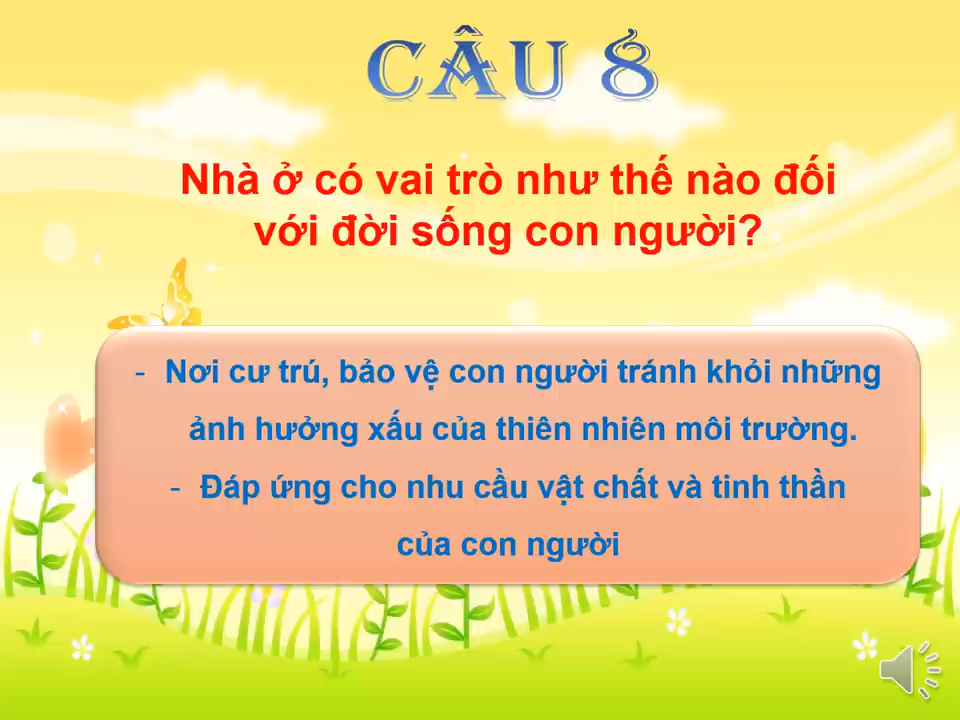 CÂU 8
Nhà ở có vai trò như thế nào đối
với đời sống con người?
- Nơi cư trú, bảo vệ con người tránh khỏi những
ảnh hưởng xấu của thiên nhiên môi trường.
- Đáp ứng cho nhu cầu vật chất và tinh thần
của con người